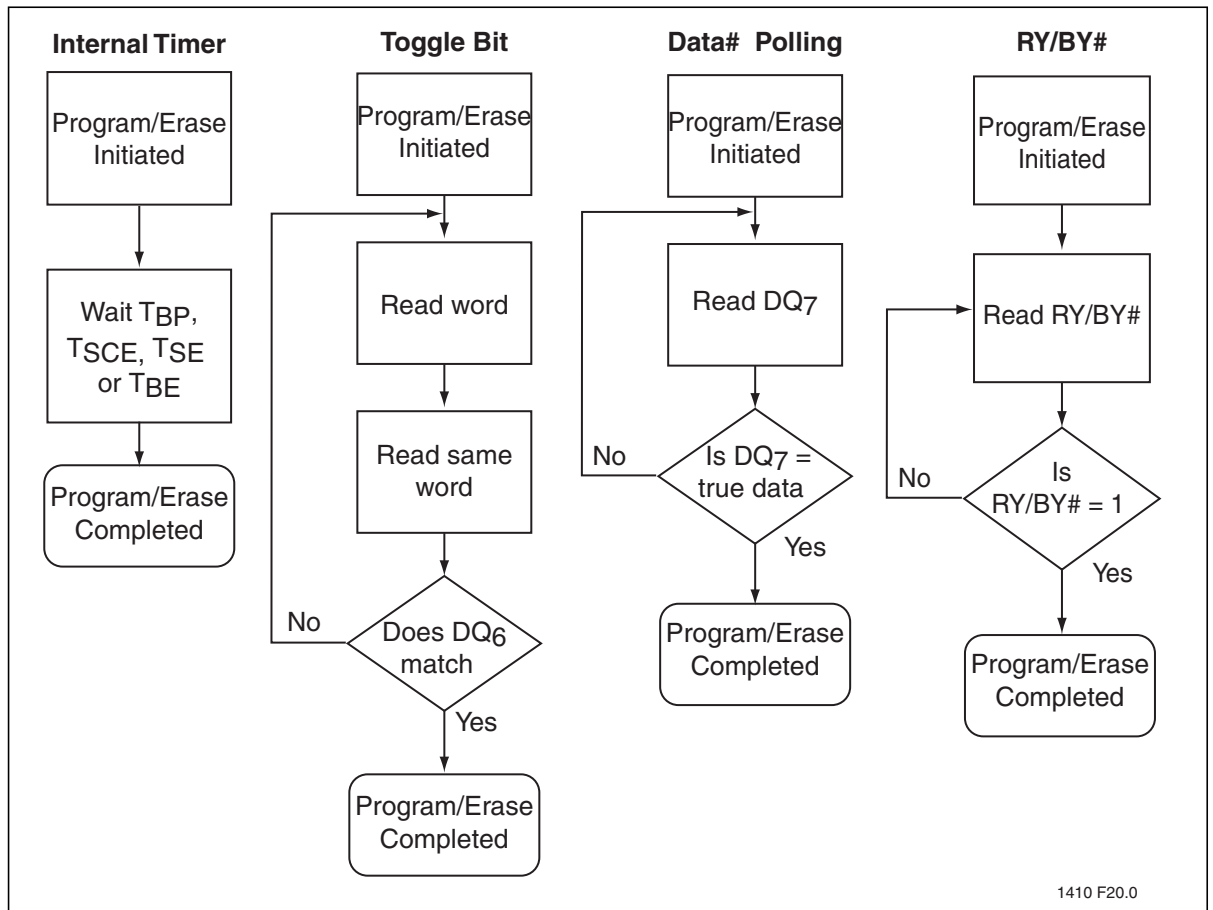 Internal Timer
Program/Erase
Initiated
Wait TBP,
TSCE, TSE
or TBE
Program/Erase
Completed
Toggle Bit
Program/Erase
Initiated
Read word
Read same
word
Does DQ6
match
No
Yes
Program/Erase
Completed
Data# Polling
Program/Erase
Initiated
Read DQ7
Is DQ7 =
true data
No
Yes
Program/Erase
Completed
RY/BY#
Program/Erase
Initiated
Read RY/BY#
Is
RY/BY# = 1
No
Yes
Program/Erase
Completed
1410 F20.0